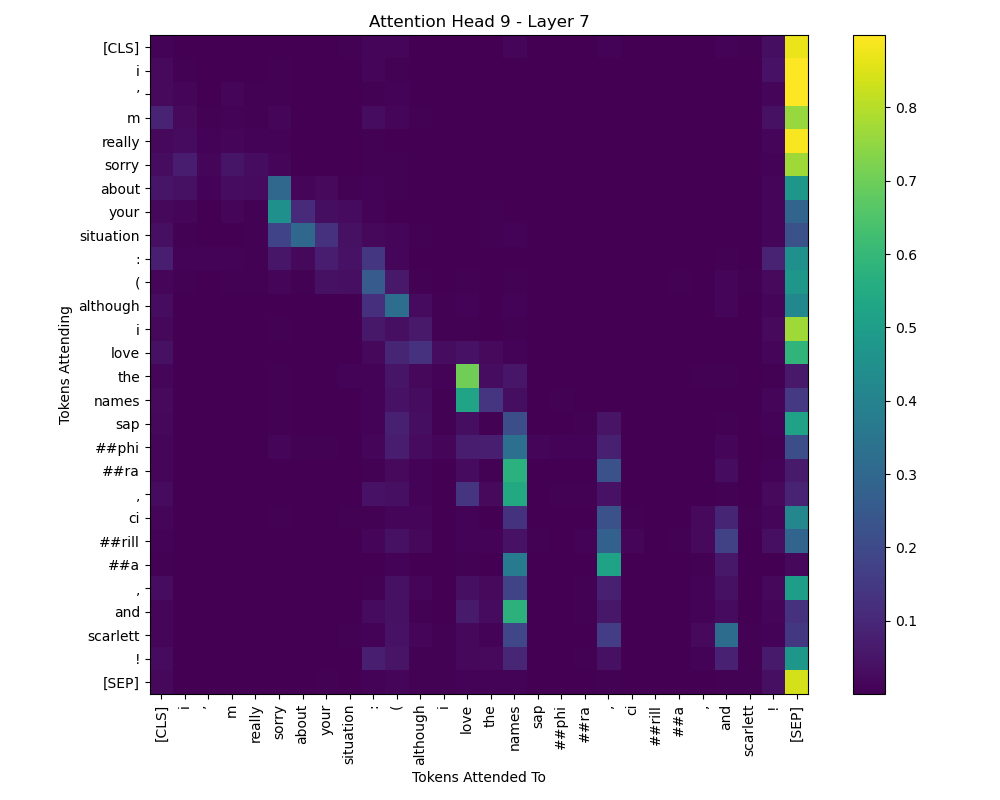 Attention Head 9 - Layer 7
[CLS]
i
’
m
really
sorry
about
your
situation
:
(
although
i
love
the
names
sap
##phi
##ra
,
ci
##rill
##a
,
and
scarlett
!
[SEP]
Tokens Attending
[CLS]
i
’
m
really
sorry
about
your
situation
:
(
although
i
love
the
names
sap
##phi
##ra
,
ci
##rill
##a
,
and
scarlett
!
[SEP]
Tokens Attended To
0.8
0.7
0.6
0.5
0.4
0.3
0.2
0.1